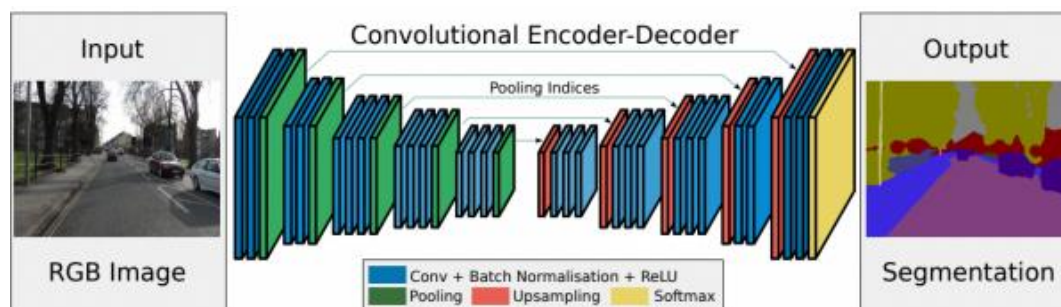 Input
Convolutional Encoder-Decoder
Output
Pooling Indices
RGB Image
Conv + Batch Normalisation + ReLU
Pooling Upsampling Softmax
Segmentation